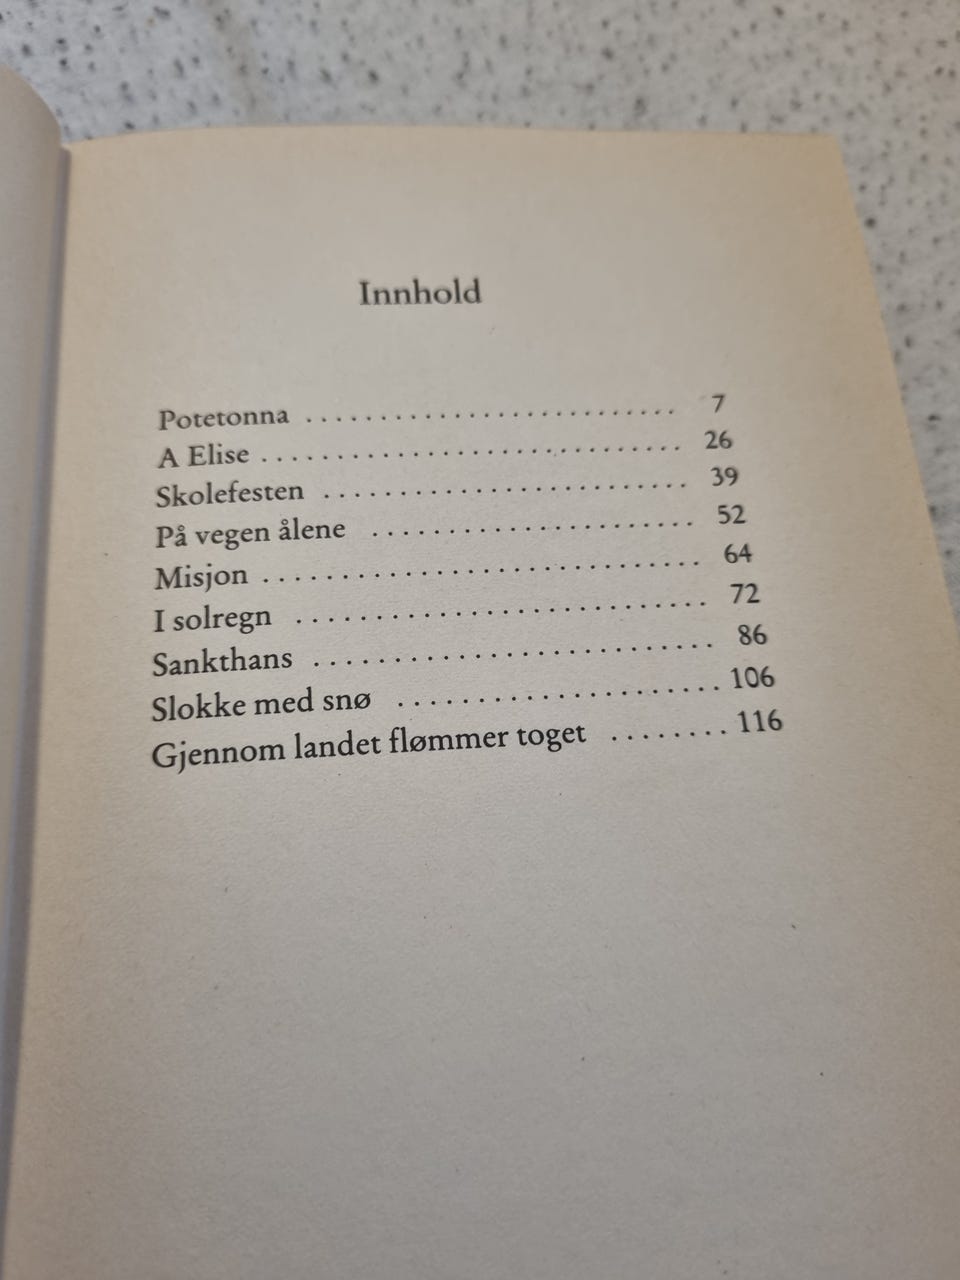 Innhold
Potetonna . . . . . . . . . . . . . . . . . . . . . . . . . 7
A Elise . . . . . . . . . . . . . . . . . . . . . . . . . . . . 26
Skolefesten . . . . . . . . . . . . . . . . . . . . . . . . 39
På vegen ålene . . . . . . . . . . . . . . . . . . . . . 52
Misjon . . . . . . . . . . . . . . . . . . . . . . . . . . . . 64
I solregn . . . . . . . . . . . . . . . . . . . . . . . . . . 72
Sankthans . . . . . . . . . . . . . . . . . . . . . . . . . 86
Slokke med snø . . . . . . . . . . . . . . . . . . . . 106
Gjennom landet flømmer toget . . . . . . . . 116